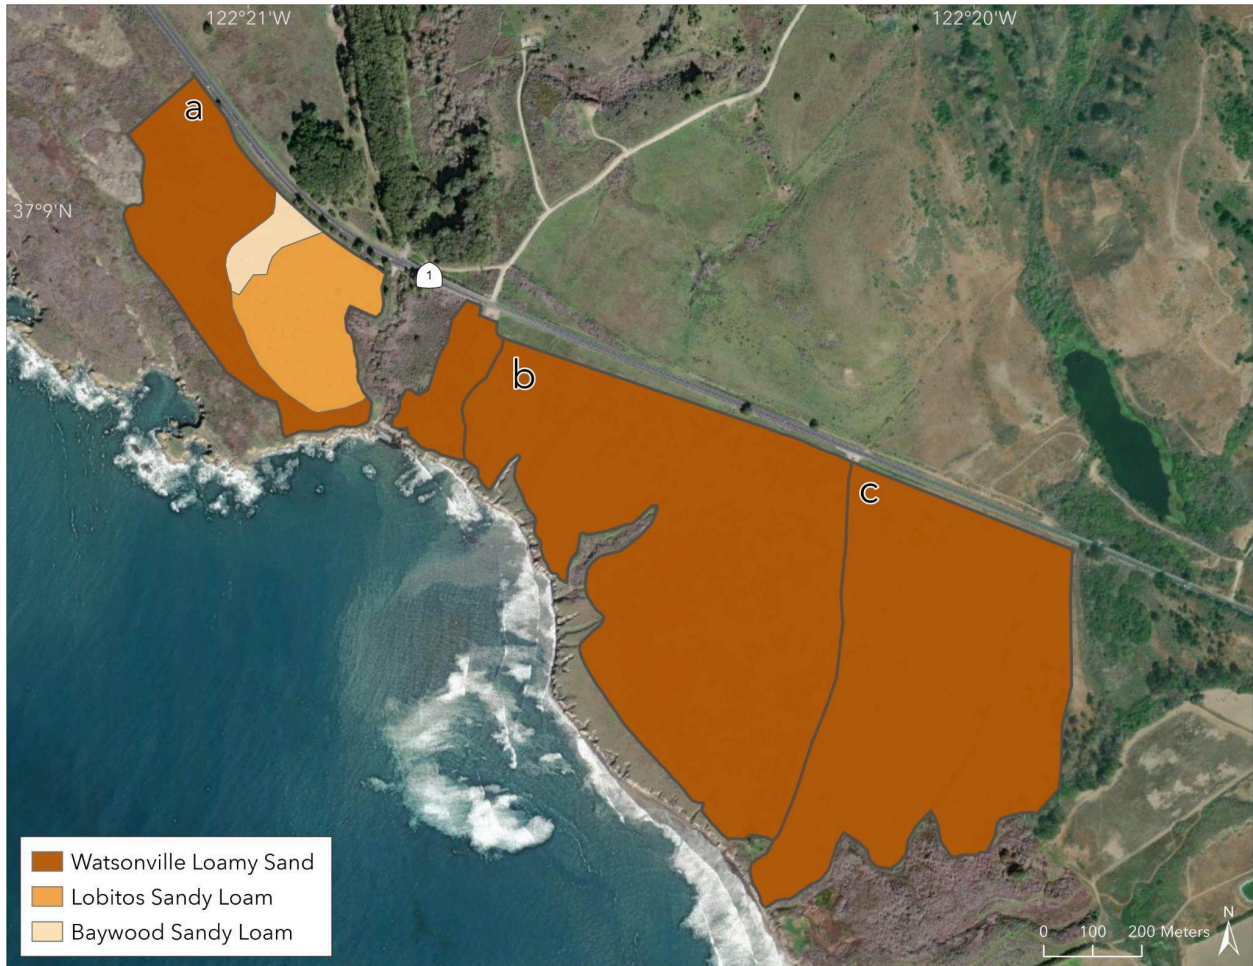 122°21'W
122°20'W
a
37°9'N
1
b
c
Watsonville Loamy Sand
Lobitos Sandy Loam
Baywood Sandy Loam
N
0 100 200 Meters